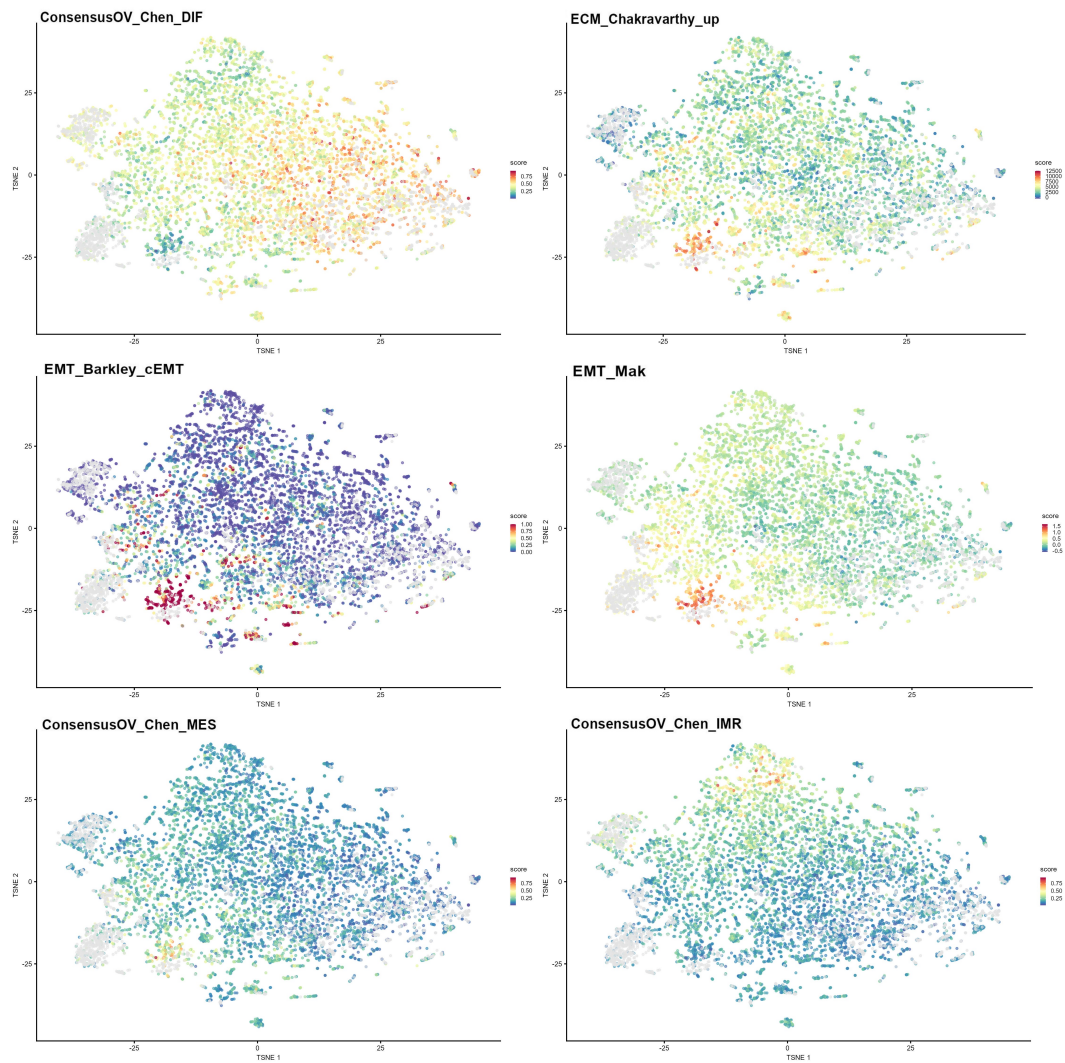 ConsensusOV_Chen_DIF
25
0
-25
TSNE 2
-25
0
25
TSNE 1
score
0.75
0.50
0.25
ECM_Chakravarthy_up
25
0
-25
TSNE 2
-25
0
25
TSNE 1
score
12500
10000
7500
5000
2500
0
EMT_Barkley_cEMT
25
0
-25
TSNE 2
-25
0
25
TSNE 1
score
1.00
0.75
0.50
0.25
0.00
EMT_Mak
25
0
-25
TSNE 2
-25
0
25
TSNE 1
score
1.5
1.0
0.5
0.0
-0.5
ConsensusOV_Chen_MES
25
0
-25
TSNE 2
-25
0
25
TSNE 1
score
0.75
0.50
0.25
ConsensusOV_Chen_IMR
25
0
-25
TSNE 2
-25
0
25
TSNE 1
score
0.75
0.50
0.25